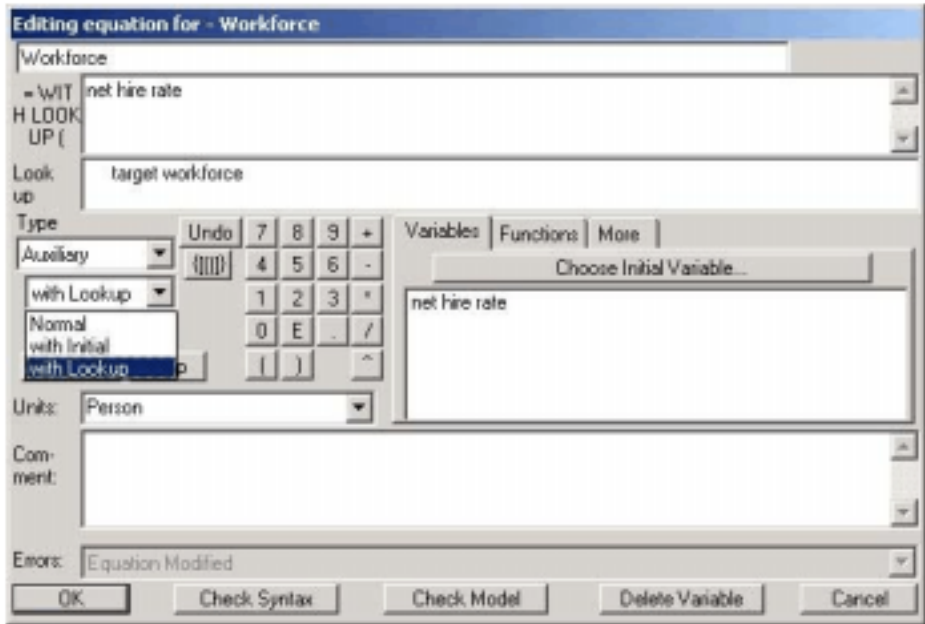 Editing equation for - Workforce
Workforce
= WIT
H LOOK
UP (
net hire rate
Look
up
target workforce
Type
Auxiliary
with Lookup
Normal
with Initial
with Lookup
p
Undo 7 8 9 +
{[()]} 4 5 6 -
1 2 3 *
0 E . /
( ) ^
Variables Functions More
Choose Initial Variable...
net hire rate
Units: Person
Com-
ment:
Errors: Equation Modified
OK Check Syntax Check Model Delete Variable Cancel